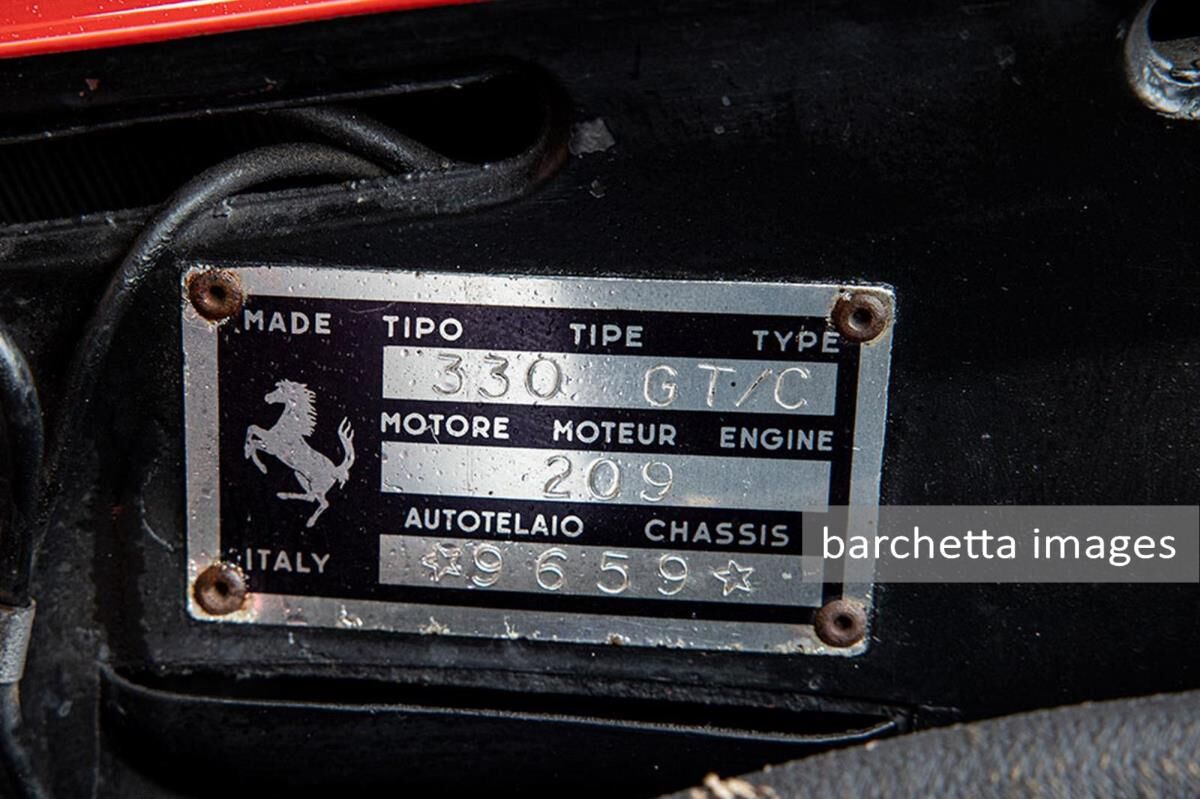 MADE TIPO TIPE TYPE
330 GT/C
MOTORE MOTEUR ENGINE
209
AUTOTELAIO CHASSIS
ITALY ☆9659☆
barchetta images